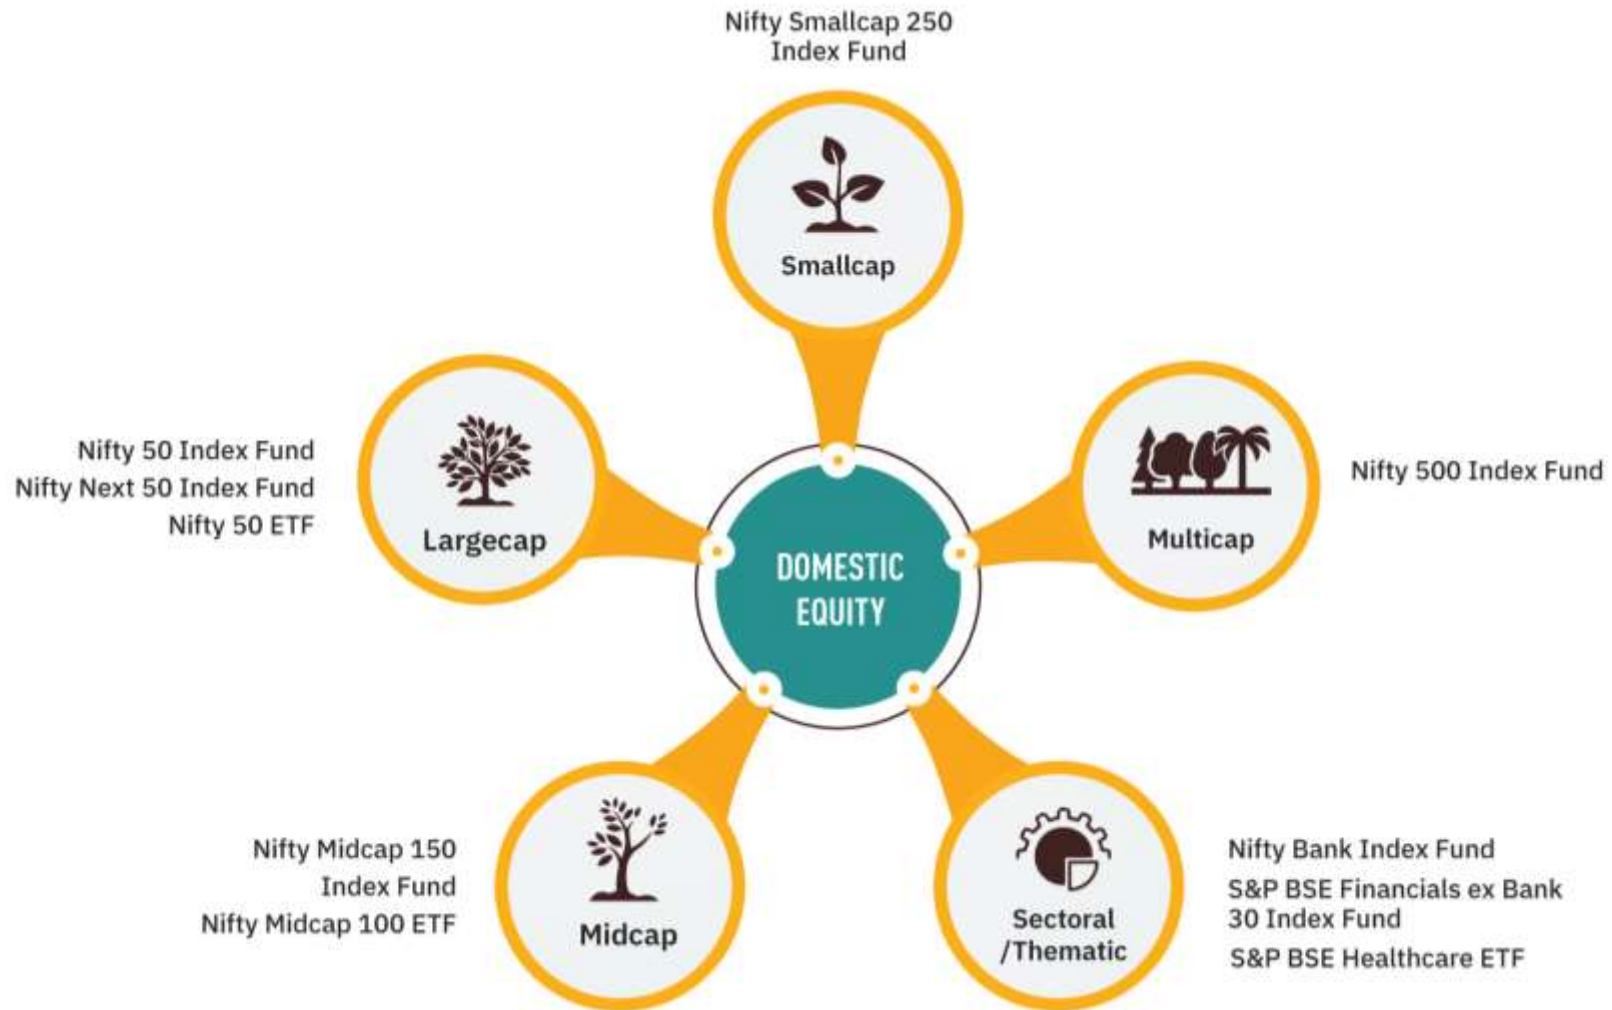 Nifty Smallcap 250
Index Fund
Smallcap
Nifty 50 Index Fund
Nifty Next 50 Index Fund
Nifty 50 ETF
Largecap
Multicap
Nifty 500 Index Fund
DOMESTIC
EQUITY
Nifty Midcap 150
Index Fund
Nifty Midcap 100 ETF
Midcap
Sectoral
/Thematic
Nifty Bank Index Fund
S&P BSE Financials ex Bank
30 Index Fund
S&P BSE Healthcare ETF